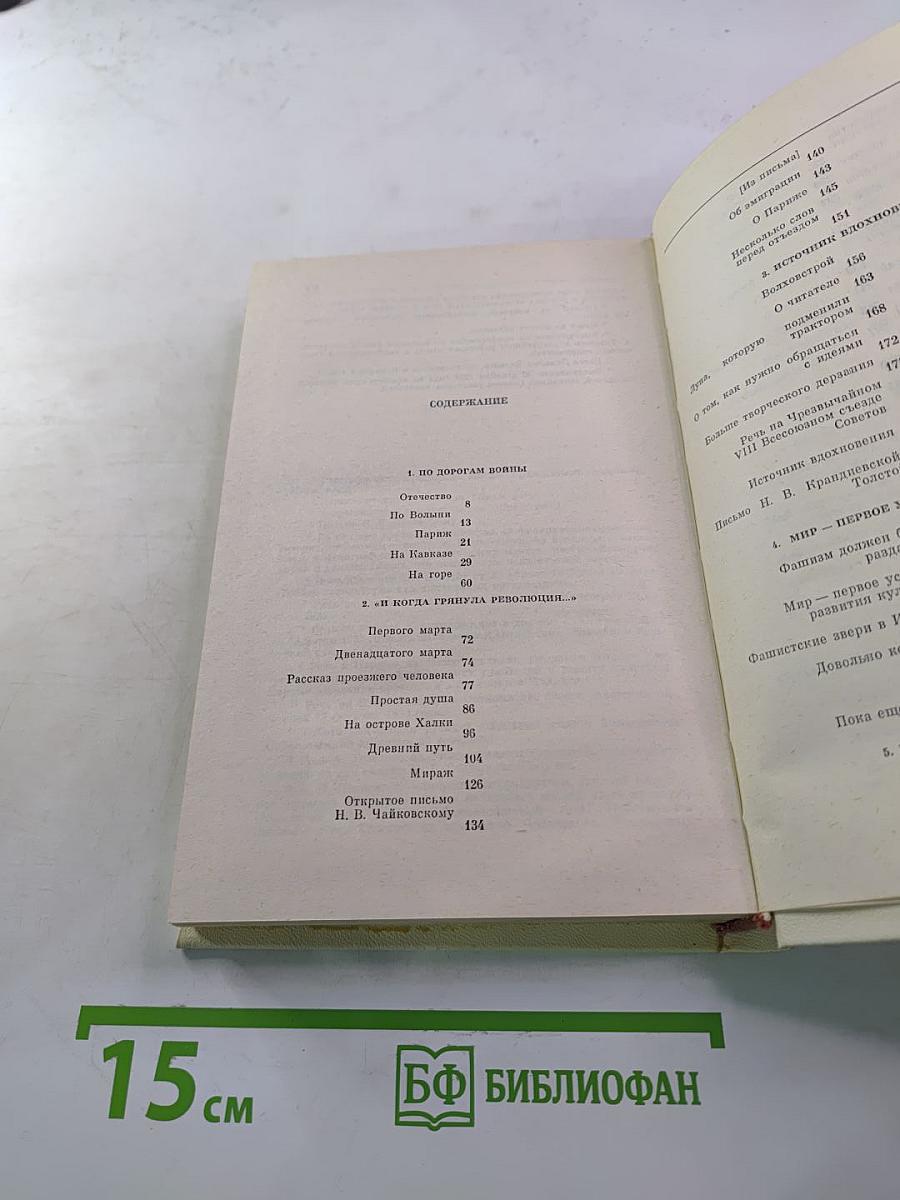 СОДЕРЖАНИЕ
1. ПО ДОРОГАМ ВОЙНЫ
Отечество 8
По Волыни 13
Париж 21
На Кавказе 29
На горе 60
2. «И КОГДА ГРЯНУЛА РЕВОЛЮЦИЯ...»
Первого марта 72
Двенадцатого марта 74
Рассказ проезжего человека 77
Простая душа 86
На острове Халки 96
Древний путь 104
Мираж 126
Открытое письмо
Н. В. Чайковскому 134
[Из письма] 140
Об эмиграции 143
О Париже 145
Несколько слов
перед отъездом 151
3. ИСТОЧНИК ВДОХНОВ
Волховстрой 156
О читателе 163
подменили
которую трактором 168
О том, как нужно обращаться
с идеями 172
Больше творческого дерзания
Речь на Чрезвычайном
VIII Всесоюзном съезде
Советов
Источник вдохновения
Письмо Н. В. Крандиевской
Толсто
4. МИР — ПЕРВОЕ У
Фашизм должен б
разда
Мир — первое ус
развития кул
Фашистские звери в И
Довольно ко
Пока ещ
5.
15 см
БФ БИБЛИОФАН